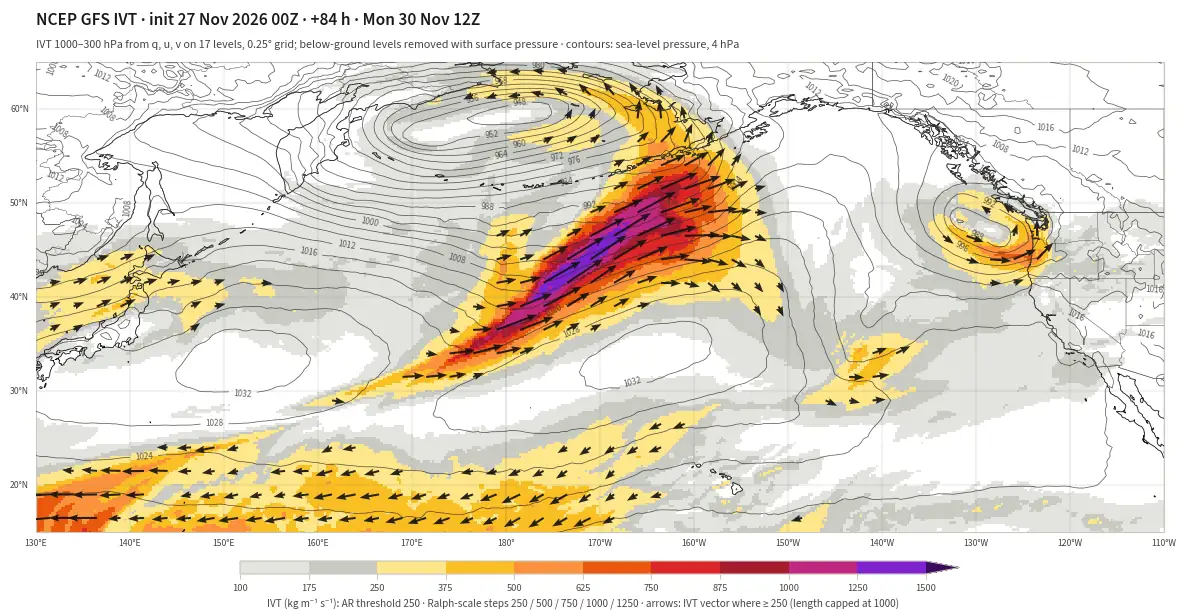 NCEP GFS IVT · init 27 Nov 2026 00Z · +84 h · Mon 30 Nov 12Z
IVT 1000–300 hPa from q, u, v on 17 levels, 0.25° grid; below-ground levels removed with surface pressure · contours: sea-level pressure, 4 hPa
1012
1012
1020
1008
1008
1012
60°N
952
960
964
972
976
1016
1008
1012
50°N
988
992
1008
1000
1016
1012
1008
996
40°N
1016
1016
1016
1032
30°N
1032
1028
1024
20°N
130°E
140°E
150°E
160°E
170°E
180°
170°W
160°W
150°W
140°W
130°W
120°W
110°W
100
175
250
375
500
625
750
875
1000
1250
1500
IVT (kg m⁻¹ s⁻¹): AR threshold 250 · Ralph-scale steps 250 / 500 / 750 / 1000 / 1250 · arrows: IVT vector where ≥ 250 (length capped at 1000)